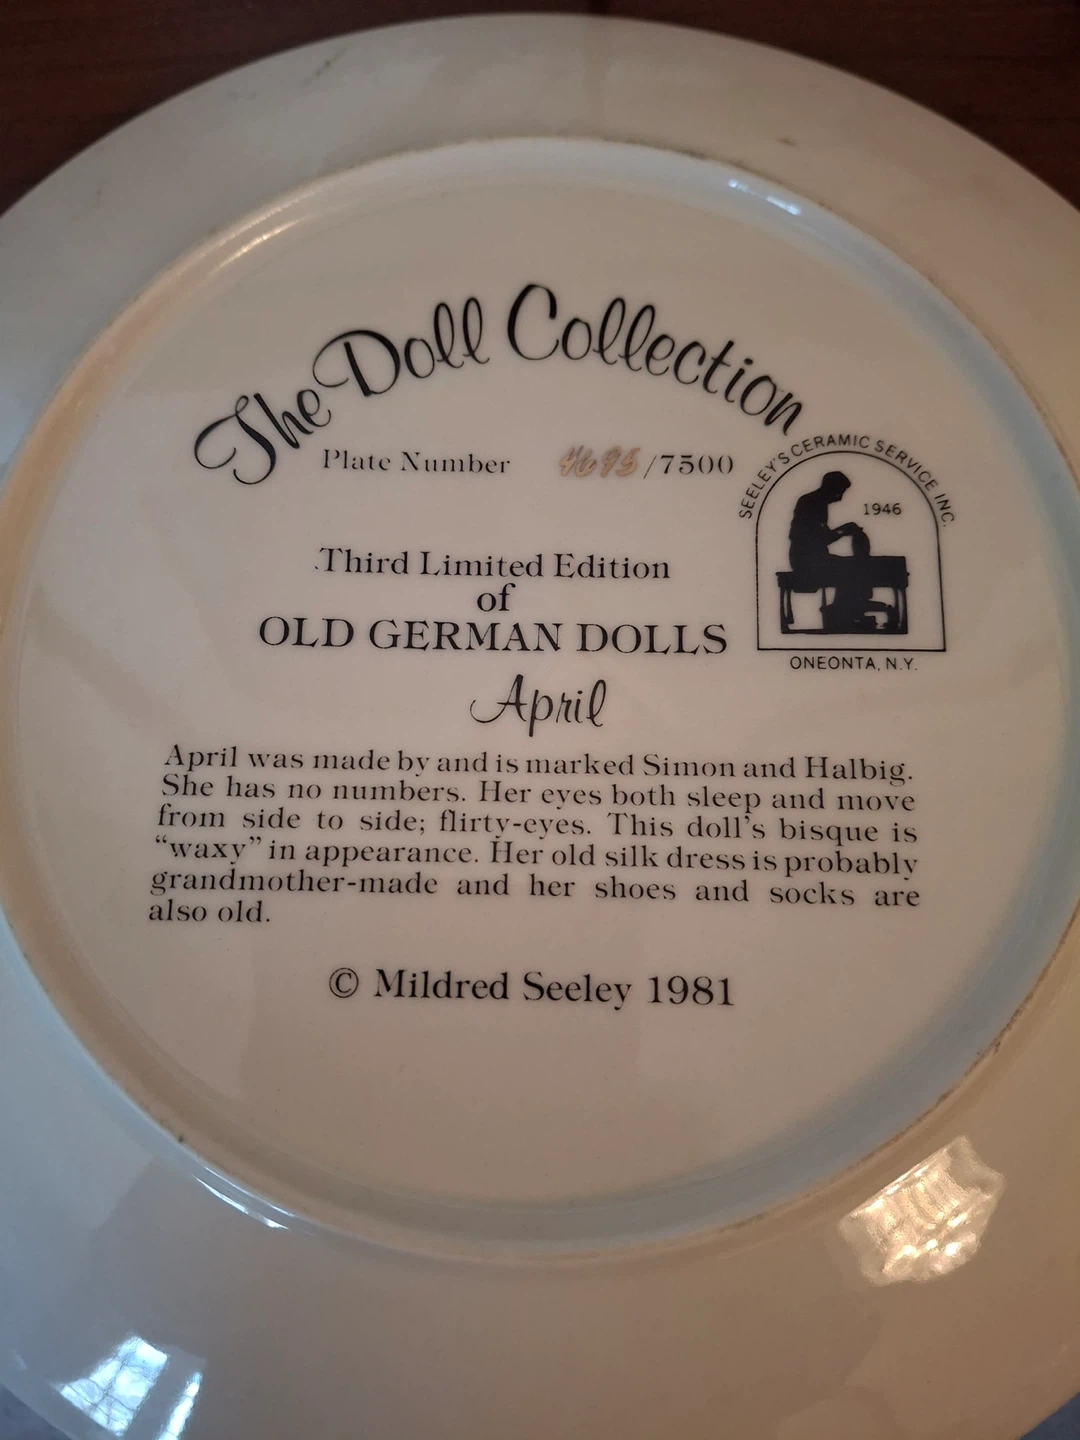 The Doll Collection
Plate Number 4695/7500
SEELEY'S CERAMIC SERVICE INC.
1946
ONEONTA, N.Y.
Third Limited Edition
of
OLD GERMAN DOLLS
April
April was made by and is marked Simon and Halbig.
She has no numbers. Her eyes both sleep and move
from side to side; flirty-eyes. This doll's bisque is
“waxy” in appearance. Her old silk dress is probably
grandmother-made and her shoes and socks are
also old.
© Mildred Seeley 1981